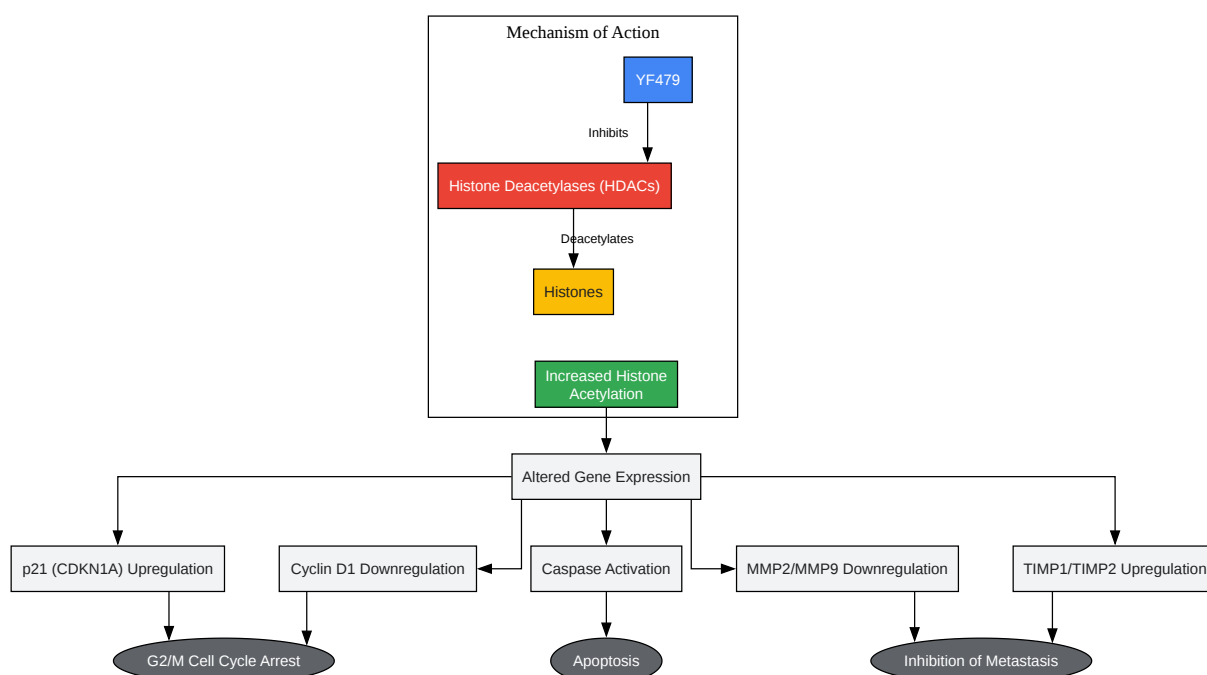 Mechanism of Action
YF479
Inhibits
Histone Deacetylases (HDACs)
Deacetylates
Histones
Increased Histone
Acetylation
Altered Gene Expression
p21 (CDKN1A) Upregulation
Cyclin D1 Downregulation
Caspase Activation
MMP2/MMP9 Downregulation
TIMP1/TIMP2 Upregulation
G2/M Cell Cycle Arrest
Apoptosis
Inhibition of Metastasis